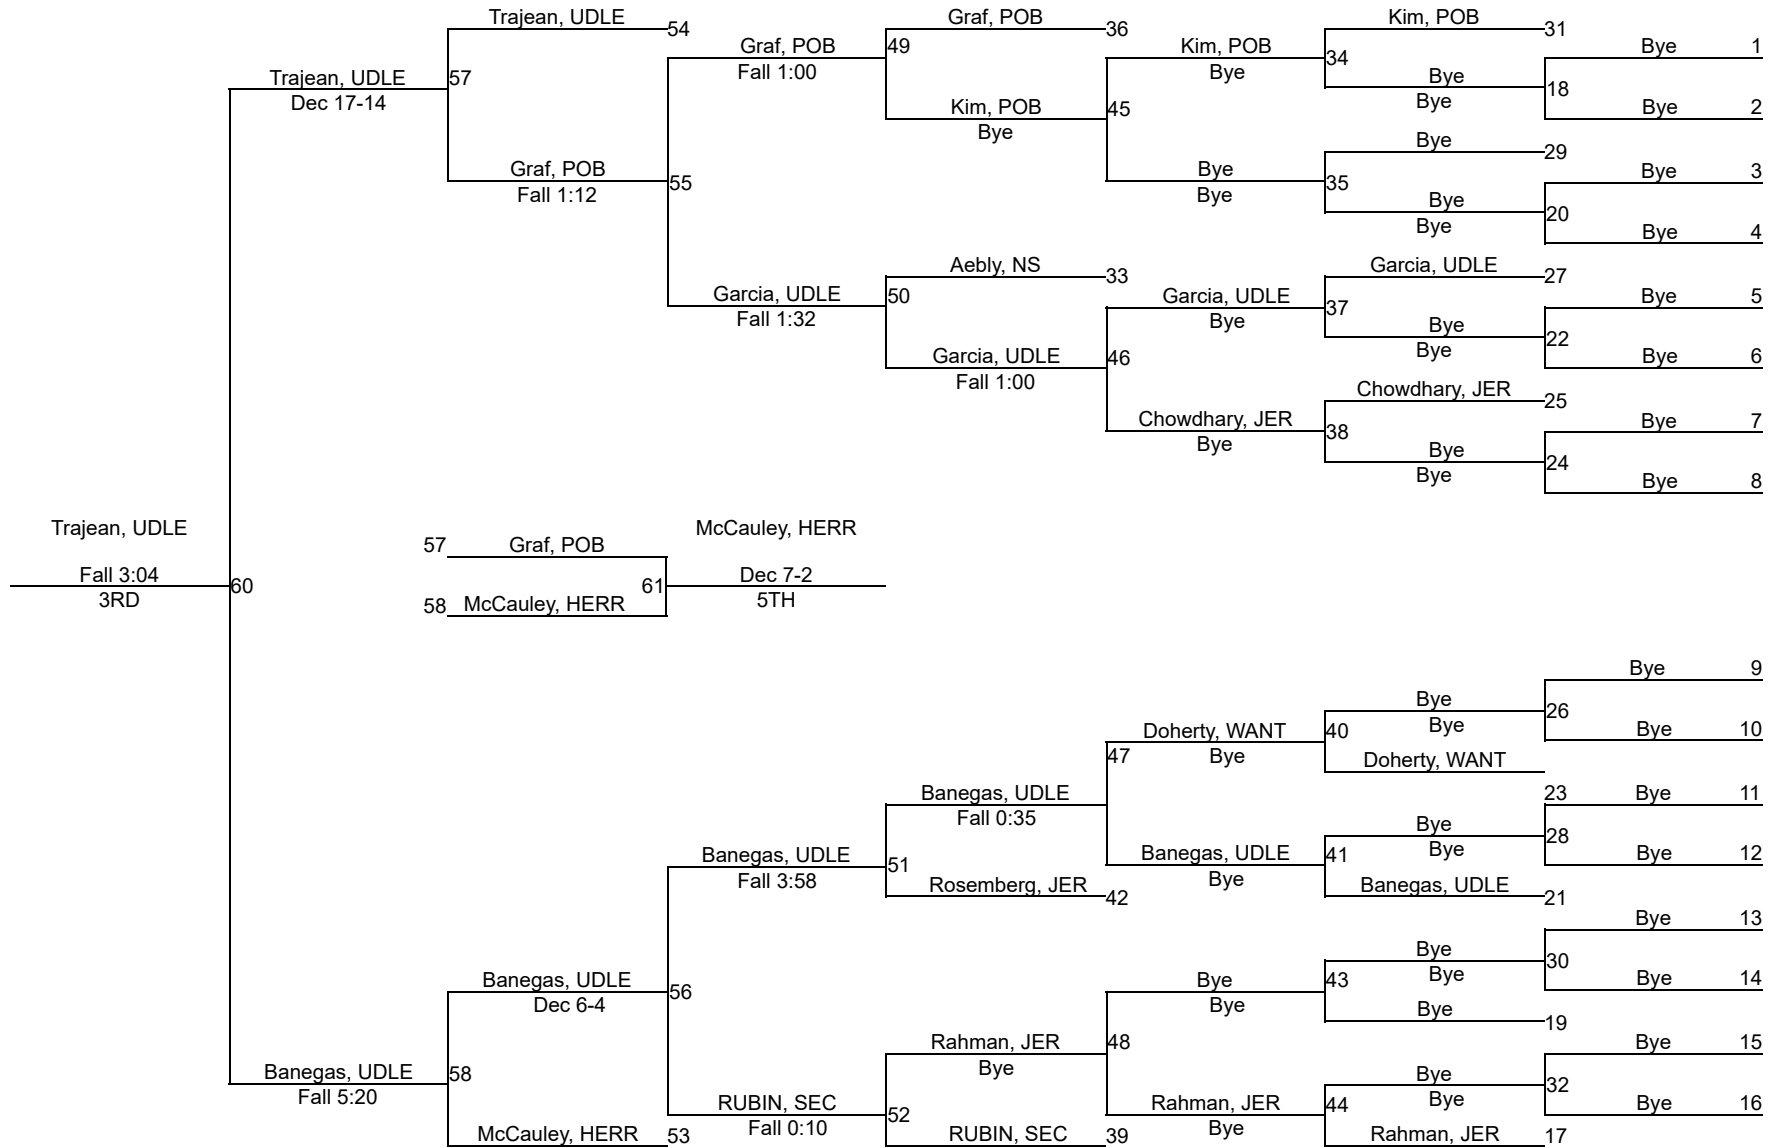 Trajean, UDLE
54
Graf, POB
36
Kim, POB
31
Graf, POB
49
Kim, POB
34
Bye 1
Fall 1:00
Bye
Trajean, UDLE
57
Bye
18
Dec 17-14
Bye
Kim, POB
45
Bye 2
Bye
Bye
29
Graf, POB
55
Bye
35
Bye 3
Fall 1:12
Bye
Bye
20
Bye
Bye 4
Aebly, NS
33
Garcia, UDLE
27
Garcia, UDLE
50
Garcia, UDLE
37
Bye 5
Fall 1:32
Bye
Bye
22
Bye
Garcia, UDLE
46
Bye 6
Fall 1:00
Chowdhary, JER
25
Chowdhary, JER
38
Bye 7
Bye
Bye
24
Bye
Bye 8
Trajean, UDLE
McCauley, HERR
57
Graf, POB
Fall 3:04
60
61
Dec 7-2
3RD
58
McCauley, HERR
5TH
Bye 9
Bye
26
Bye
Doherty, WANT
40
Bye 10
Bye
47
Doherty, WANT
Banegas, UDLE
23
Bye 11
Fall 0:35
Bye
28
Bye
Banegas, UDLE
51
Banegas, UDLE
41
Bye 12
Fall 3:58
Bye
Rosemberg, JER
42
Banegas, UDLE
21
Bye 13
Bye
30
Bye
Banegas, UDLE
56
Bye
43
Bye 14
Dec 6-4
Bye
Bye
19
Rahman, JER
48
Bye 15
Bye
Banegas, UDLE
58
Bye
32
Fall 5:20
Bye
RUBIN, SEC
52
Rahman, JER
44
Bye 16
Fall 0:10
Bye
McCauley, HERR
53
RUBIN, SEC
39
Rahman, JER
17